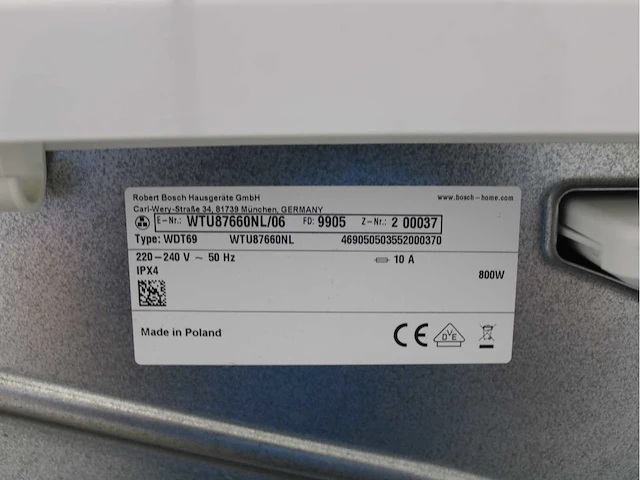 Robert Bosch Hausgeräte GmbH www.bosch-home.com
Carl-Wery-Straße 34, 81739 München, GERMANY
E-Nr.: WTU87660NL/06 FD: 9905 Z-Nr.: 2 00037
Type: WDT69 WTU87660NL 469050503552000370
220-240 V ~ 50 Hz 10 A
IPX4 800W
Made in Poland CE DVE